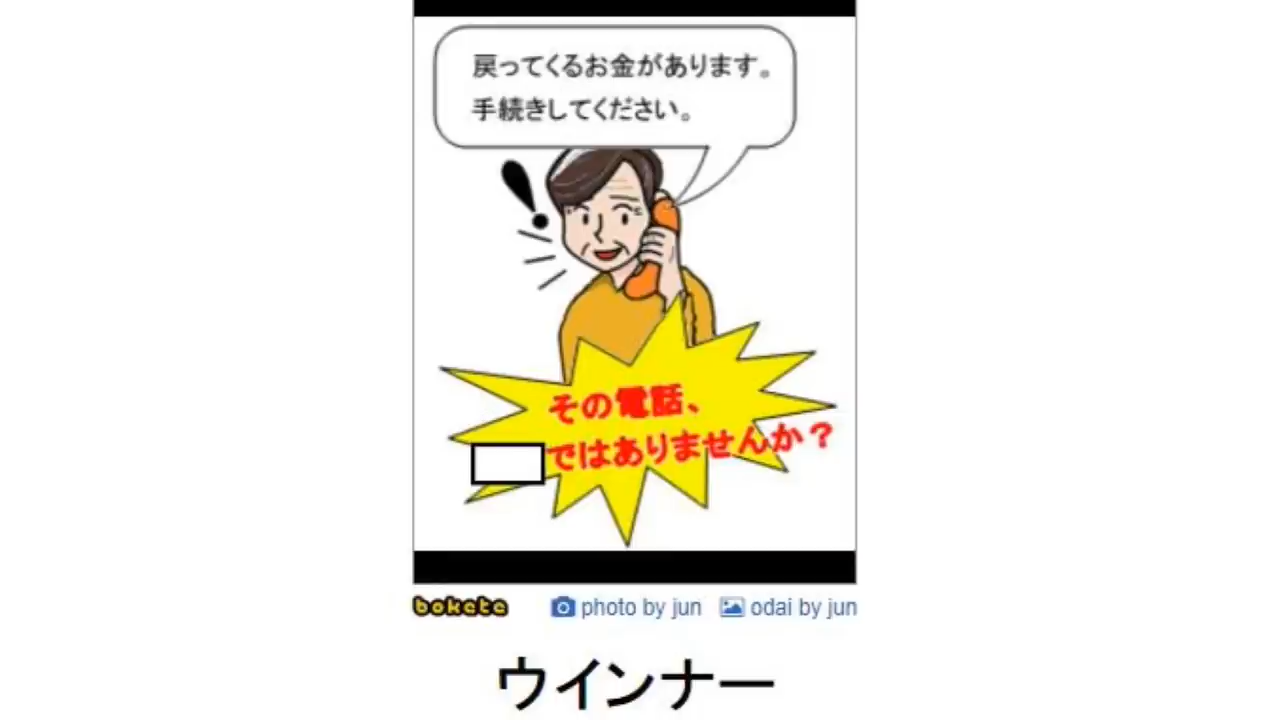 戻ってくるお金があります。
手続きしてください。
その電話、
ではありませんか？
bokete photo by jun odai by jun
ウインナー